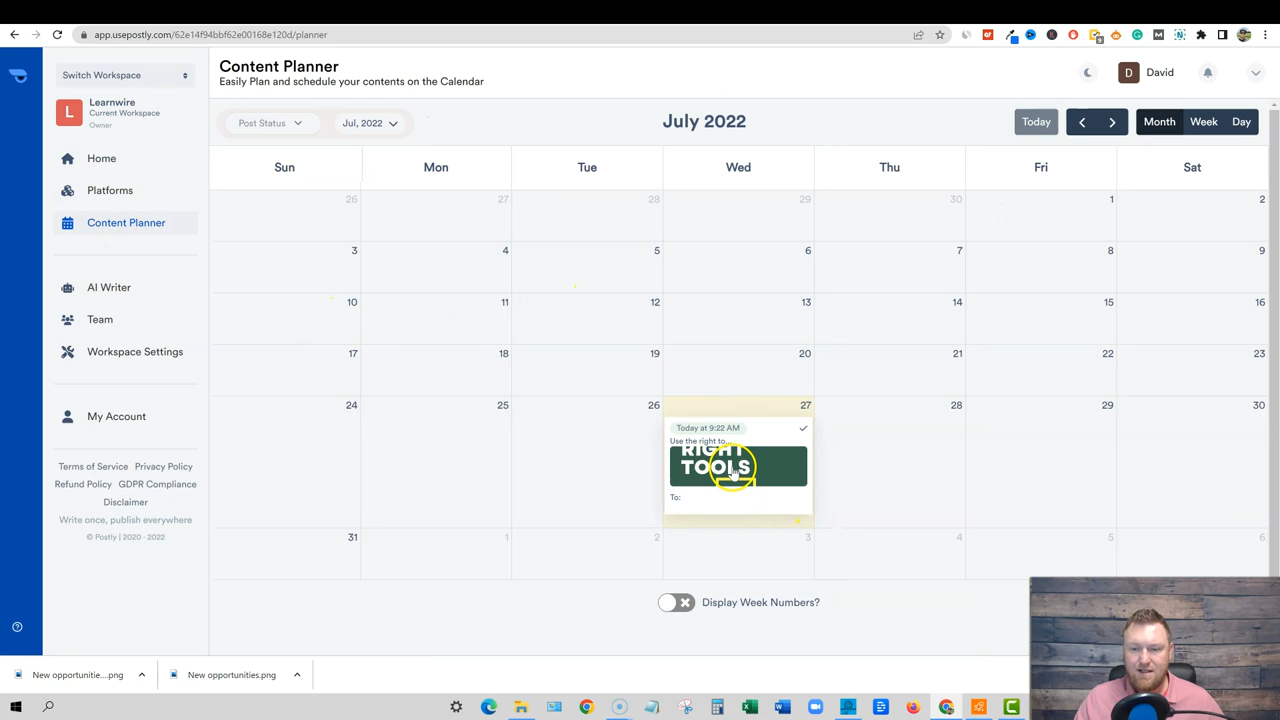 app.usepostly.com/62e14f94bbf62e00168e120d/planner
Switch Workspace
L
Learnwire
Current Workspace
Owner
Home
Platforms
Content Planner
AI Writer
Team
Workspace Settings
My Account
Terms of Service Privacy Policy
Refund Policy GDPR Compliance
Disclaimer
Write once, publish everywhere
© Postly | 2020 - 2022
Content Planner
Easily Plan and schedule your contents on the Calendar
D David
Post Status
Jul, 2022
July 2022
Today
Month Week Day
Sun Mon Tue Wed Thu Fri Sat
26 27 28 29 30 1 2
3 4 5 6 7 8 9
10 11 12 13 14 15 16
17 18 19 20 21 22 23
24 25 26 27 28 29 30
Today at 9:22 AM
Use the right to...
RIGHT
TOOLS
To:
31 1 2 3 4 5 6
Display Week Numbers?
New opportunitie....png
New opportunities.png